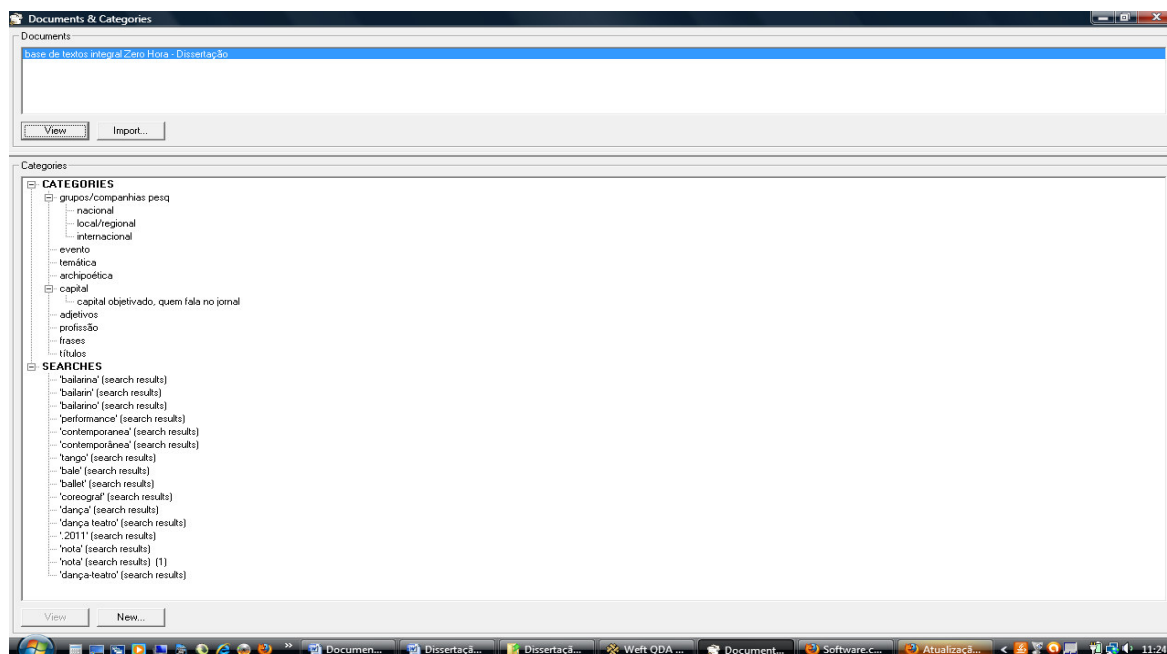 Documents & Categories
Documents
base de textos integral Zero Hora - Dissertação
View Import...
Categories
CATEGORIES
grupos/companhias pesq
nacional
local/regional
internacional
evento
temática
archipoética
capital
capital objetivado, quem fala no jornal
adjetivos
profissão
frases
títulos
SEARCHES
'bailarina' (search results)
'bailarin' (search results)
'bailarino' (search results)
'performance' (search results)
'contemporanea' (search results)
'contemporânea' (search results)
'tango' (search results)
'bale' (search results)
'ballet' (search results)
'coreograf' (search results)
'dança' (search results)
'dança teatro' (search results)
'.2011' (search results)
'nota' (search results)
'nota' (search results) (1)
'dança-teatro' (search results)
View New...
Documen... Dissertaçã... Dissertaçã... Weft QDA ... Document... Software.c... Atualizaçã... 11:24